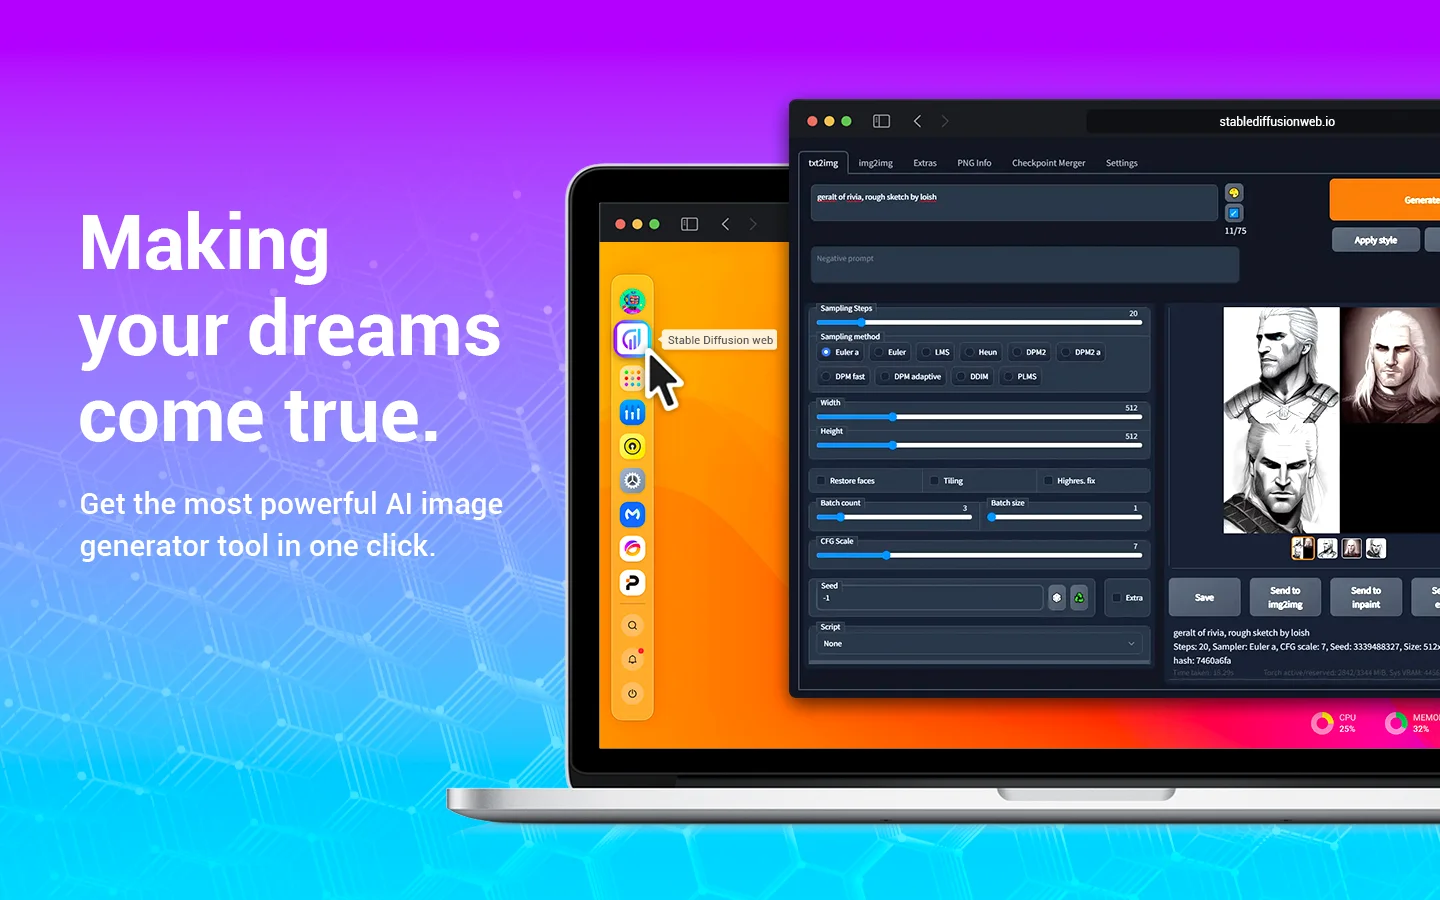 Making
your dreams
come true.
Get the most powerful AI image
generator tool in one click.
Stable Diffusion web
stablediffusionweb.io
txt2img
img2img
Extras
PNG Info
Checkpoint Merger
Settings
geralt of rivia, rough sketch by loish
11/75
Generate
Apply style
Negative prompt
Sampling Steps
20
Sampling method
Euler a
Euler
LMS
Heun
DPM2
DPM2 a
DPM fast
DPM adaptive
DDIM
PLMS
Width
512
Height
512
Restore faces
Tiling
Highres. fix
Batch count
3
Batch size
1
CFG Scale
7
Seed
-1
Extra
Script
None
Save
Send to
img2img
Send to
inpaint
geralt of rivia, rough sketch by loish
Steps: 20, Sampler: Euler a, CFG scale: 7, Seed: 3339488327, Size: 512x
hash: 7460a6fa
CPU
25%
32%